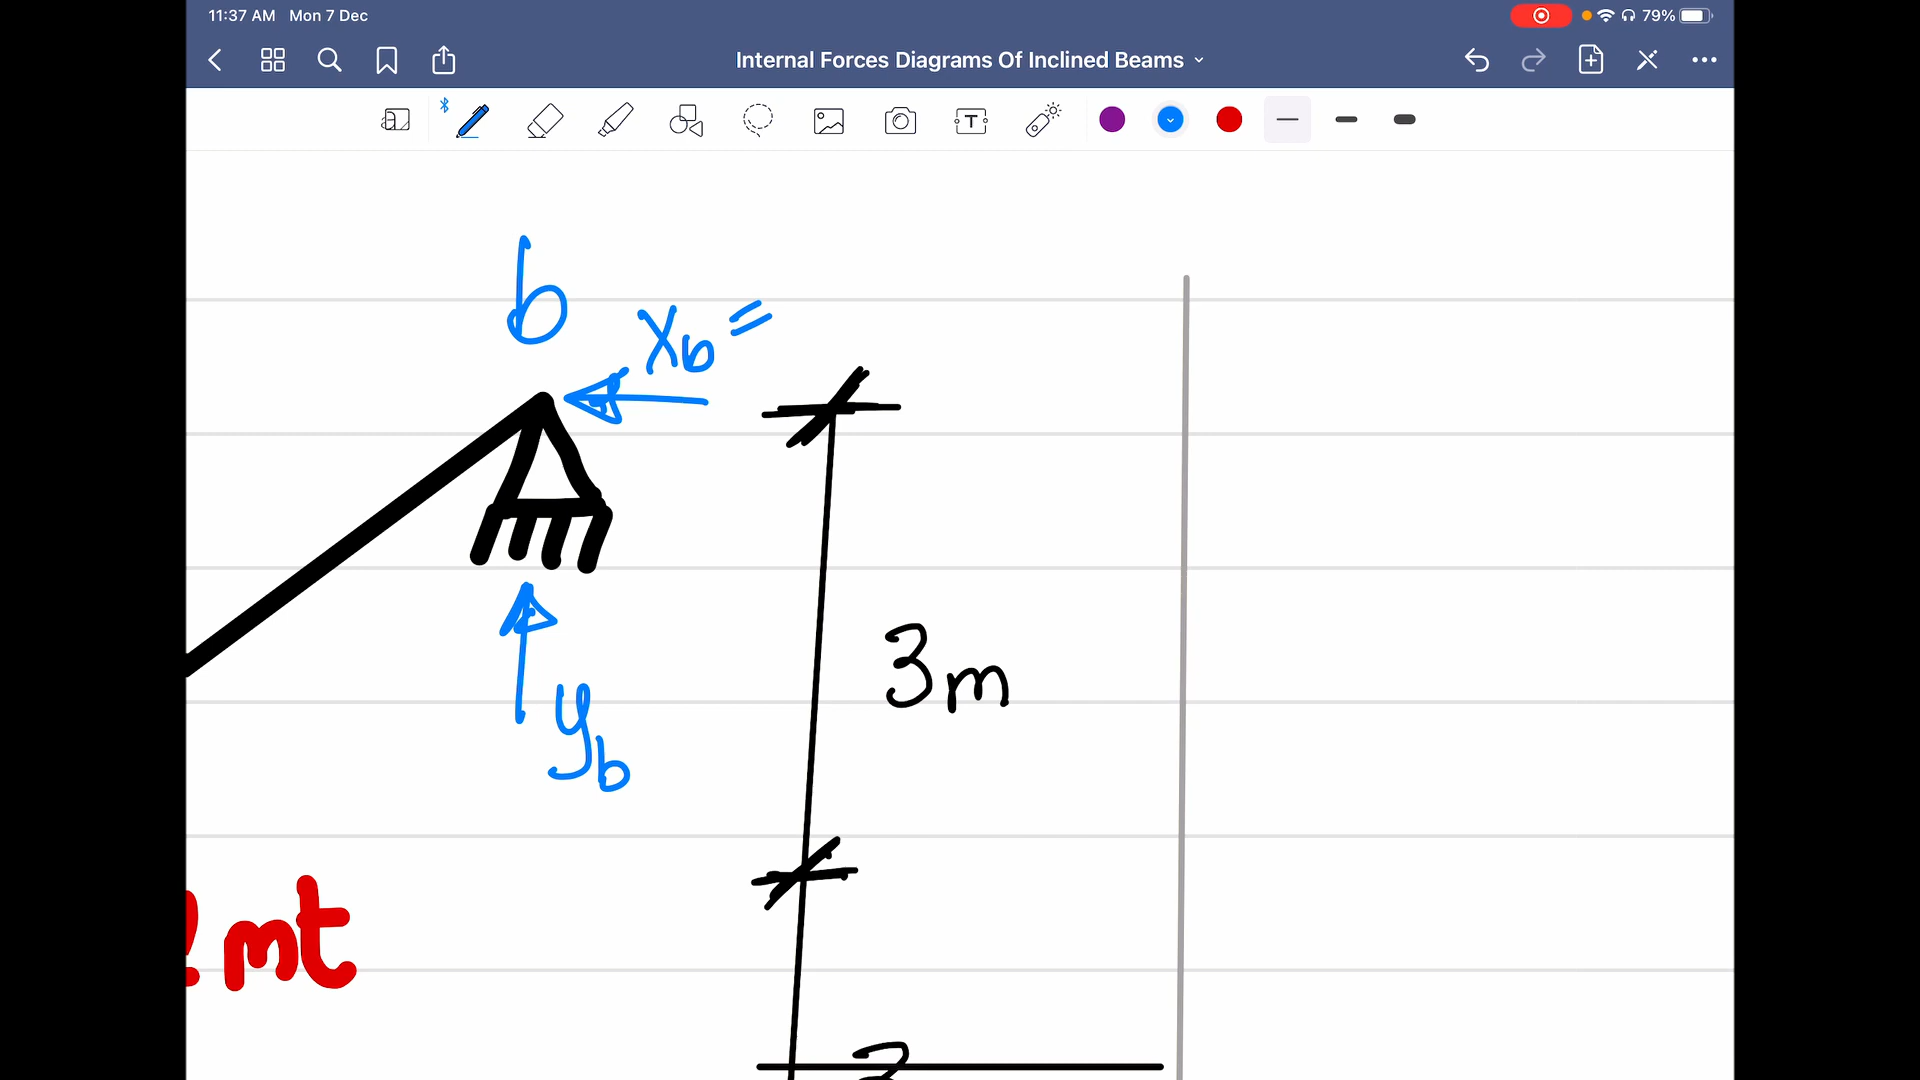 11:37 AM Mon 7 Dec
79%
Internal Forces Diagrams Of Inclined Beams
T
b
xb =
3m
yb
mt